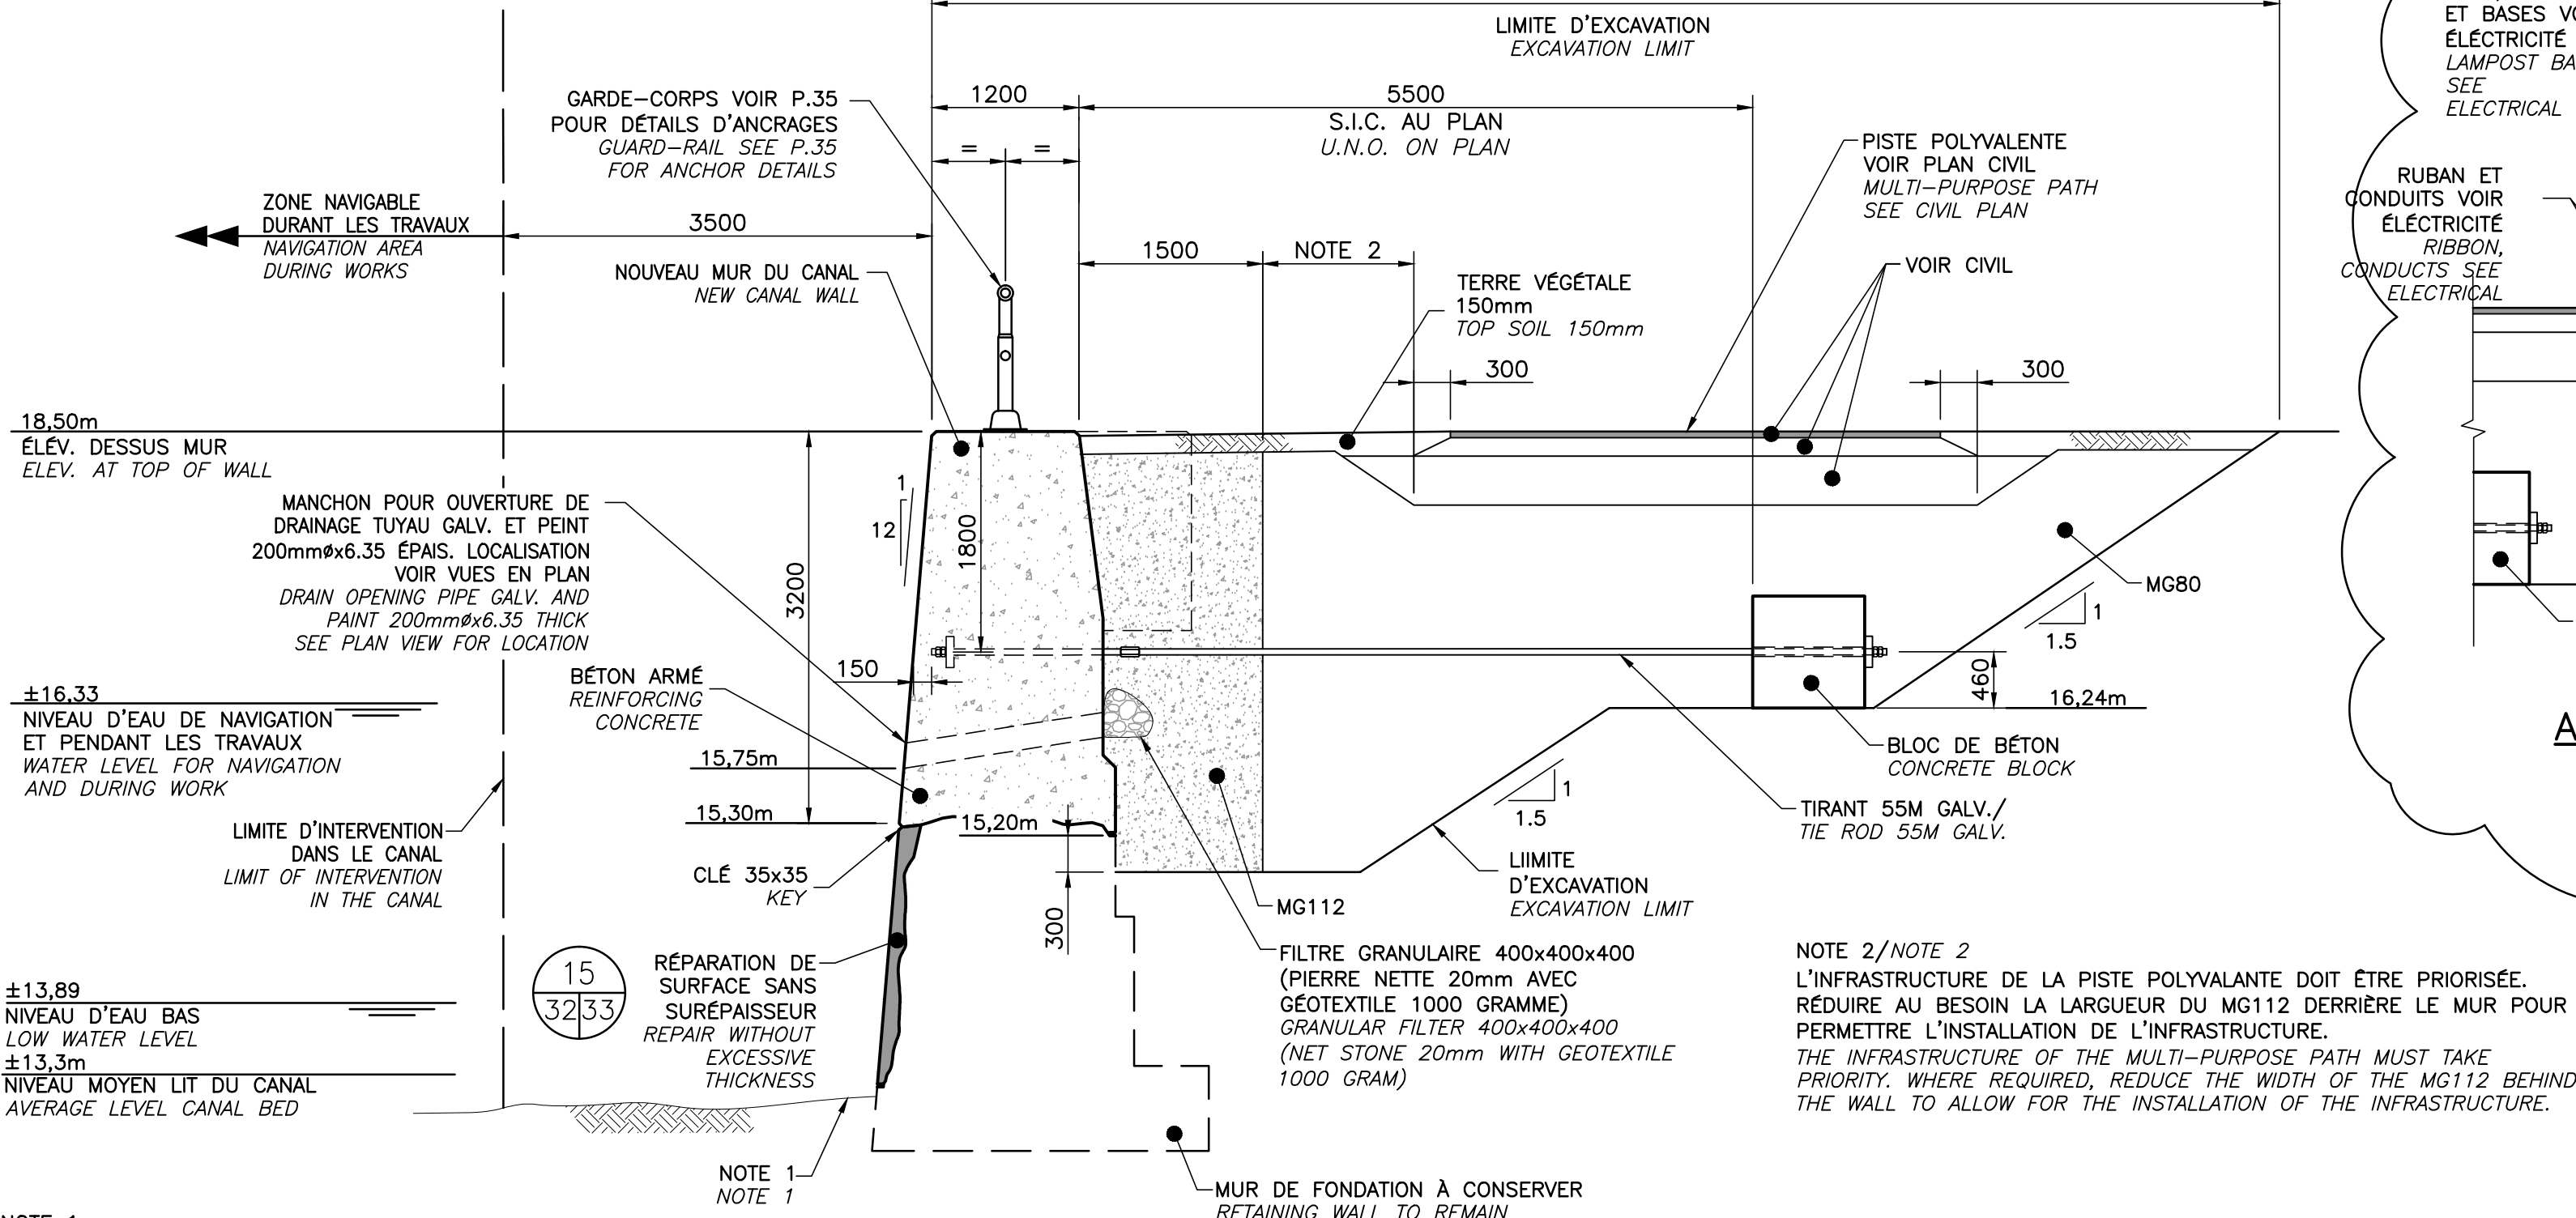 LIMITE D'EXCAVATION
EXCAVATION LIMIT
ET BASES
ÉLÉCTRICITÉ
LAMPOST
SEE
ELECTRICAL
GARDE-CORPS VOIR P.35
POUR DÉTAILS D'ANCRAGES
GUARD-RAIL SEE P.35
FOR ANCHOR DETAILS
1200
5500
S.I.C. AU PLAN
U.N.O. ON PLAN
= =
PISTE POLYVALENTE
VOIR PLAN CIVIL
MULTI-PURPOSE PATH
SEE CIVIL PLAN
RUBAN ET
CONDUITS VOIR
ÉLÉCTRICITÉ
RIBBON,
CONDUCTS SEE
ELECTRICAL
ZONE NAVIGABLE
DURANT LES TRAVAUX
NAVIGATION AREA
DURING WORKS
3500
1500
NOTE 2
VOIR CIVIL
NOUVEAU MUR DU CANAL
NEW CANAL WALL
TERRE VÉGÉTALE
150mm
TOP SOIL 150mm
300
300
18,50m
ÉLÉV. DESSUS MUR
ELEV. AT TOP OF WALL
MANCHON POUR OUVERTURE DE
DRAINAGE TUYAU GALV. ET PEINT
200mmøx6.35 ÉPAIS. LOCALISATION
VOIR VUES EN PLAN
DRAIN OPENING PIPE GALV. AND
PAINT 200mmøx6.35 THICK
SEE PLAN VIEW FOR LOCATION
1
12
1800
3200
MG80
1
1.5
150
BÉTON ARMÉ
REINFORCING
CONCRETE
460
16,24m
±16,33
NIVEAU D'EAU DE NAVIGATION
ET PENDANT LES TRAVAUX
WATER LEVEL FOR NAVIGATION
AND DURING WORK
15,75m
BLOC DE BÉTON
CONCRETE BLOCK
A
1
1.5
15,30m
15,20m
TIRANT 55M GALV./
TIE ROD 55M GALV.
LIMITE D'INTERVENTION
DANS LE CANAL
LIMIT OF INTERVENTION
IN THE CANAL
CLÉ 35x35
KEY
300
LIIMITE
D'EXCAVATION
EXCAVATION LIMIT
MG112
15
32 33
RÉPARATION DE
SURFACE SANS
SURÉPAISSEUR
REPAIR WITHOUT
EXCESSIVE
THICKNESS
FILTRE GRANULAIRE 400x400x400
(PIERRE NETTE 20mm AVEC
GÉOTEXTILE 1000 GRAMME)
GRANULAR FILTER 400x400x400
(NET STONE 20mm WITH GEOTEXTILE
1000 GRAM)
NOTE 2/NOTE 2
L'INFRASTRUCTURE DE LA PISTE POLYVALANTE DOIT ÊTRE PRIORISÉE.
RÉDUIRE AU BESOIN LA LARGUEUR DU MG112 DERRIÈRE LE MUR POUR
PERMETTRE L'INSTALLATION DE L'INFRASTRUCTURE.
THE INFRASTRUCTURE OF THE MULTI-PURPOSE PATH MUST TAKE
PRIORITY. WHERE REQUIRED, REDUCE THE WIDTH OF THE MG112 BEHIND
THE WALL TO ALLOW FOR THE INSTALLATION OF THE INFRASTRUCTURE.
±13,89
NIVEAU D'EAU BAS
LOW WATER LEVEL
±13,3m
NIVEAU MOYEN LIT DU CANAL
AVERAGE LEVEL CANAL BED
NOTE 1
NOTE 1
MUR DE FONDATION À CONSERVER
RETAINING WALL TO REMAIN
NOTE 1